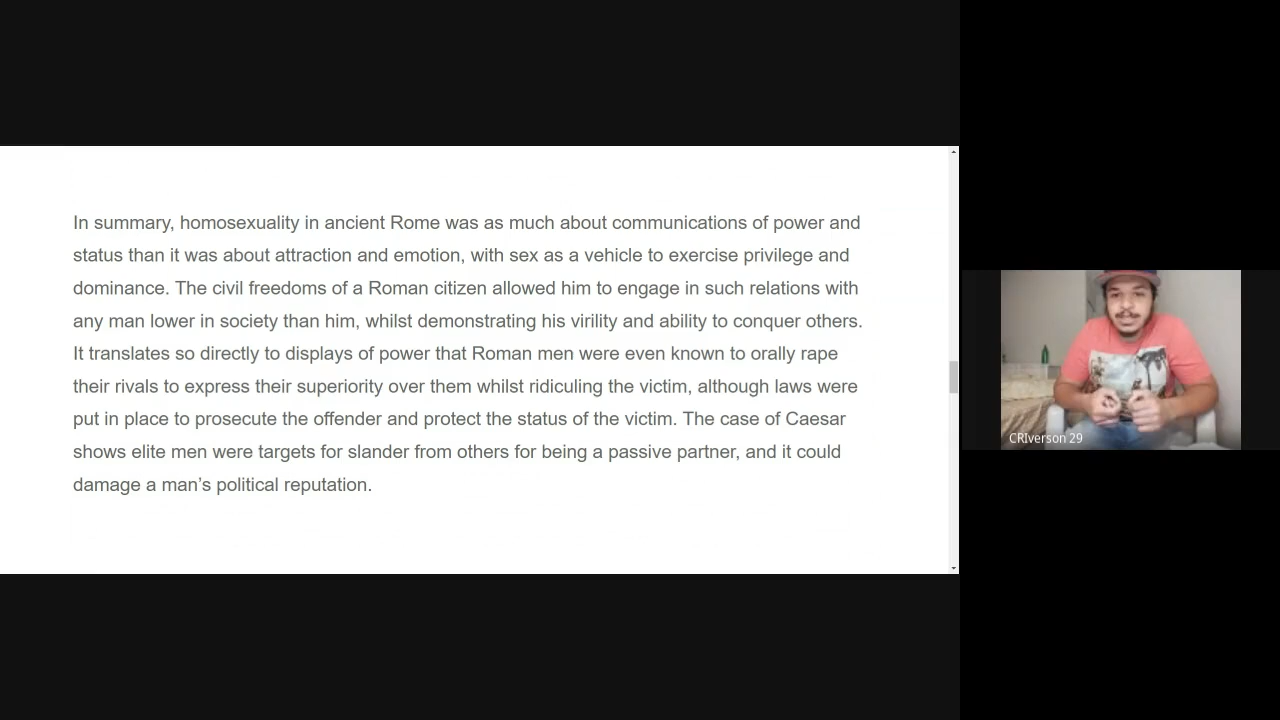 In summary, homosexuality in ancient Rome was as much about communications of power and
status than it was about attraction and emotion, with sex as a vehicle to exercise privilege and
dominance. The civil freedoms of a Roman citizen allowed him to engage in such relations with
any man lower in society than him, whilst demonstrating his virility and ability to conquer others.
It translates so directly to displays of power that Roman men were even known to orally rape
their rivals to express their superiority over them whilst ridiculing the victim, although laws were
put in place to prosecute the offender and protect the status of the victim. The case of Caesar
shows elite men were targets for slander from others for being a passive partner, and it could
damage a man’s political reputation.
CRIverson 29